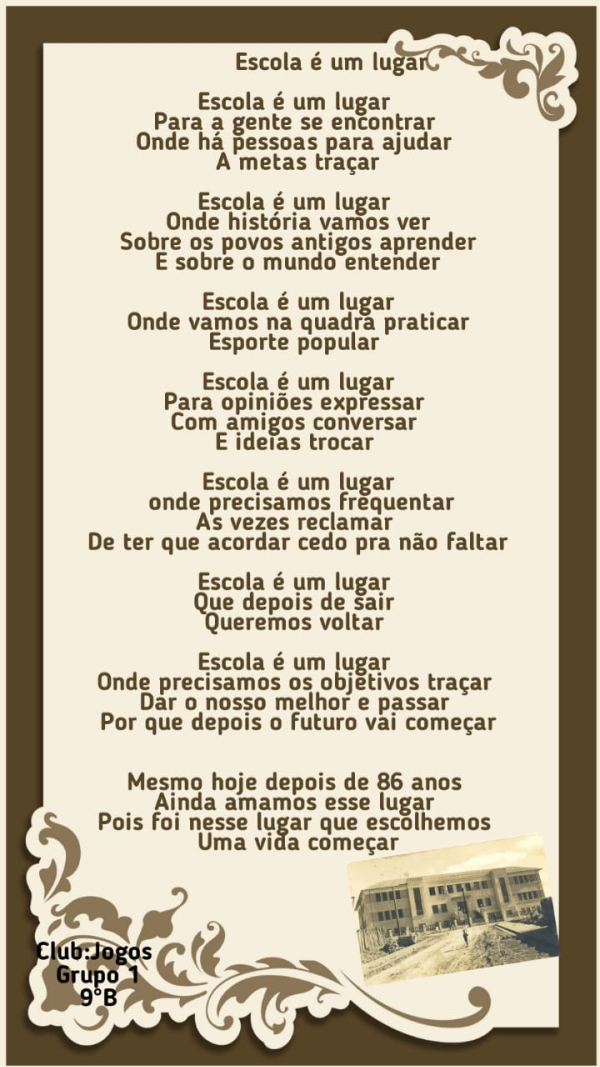 Escola é um lugar
Escola é um lugar
Para a gente se encontrar
Onde há pessoas para ajudar
A metas traçar
Escola é um lugar
Onde história vamos ver
Sobre os povos antigos aprender
E sobre o mundo entender
Escola é um lugar
Onde vamos na quadra praticar
Esporte popular
Escola é um lugar
Para opiniões expressar
Com amigos conversar
E ideias trocar
Escola é um lugar
onde precisamos frequentar
As vezes reclamar
De ter que acordar cedo pra não faltar
Escola é um lugar
Que depois de sair
Queremos voltar
Escola é um lugar
Onde precisamos os objetivos traçar
Dar o nosso melhor e passar
Por que depois o futuro vai começar
Mesmo hoje depois de 86 anos
Ainda amamos esse lugar
Pois foi nesse lugar que escolhemos
Uma vida começar
Club:Jogos
Grupo 1
9°B